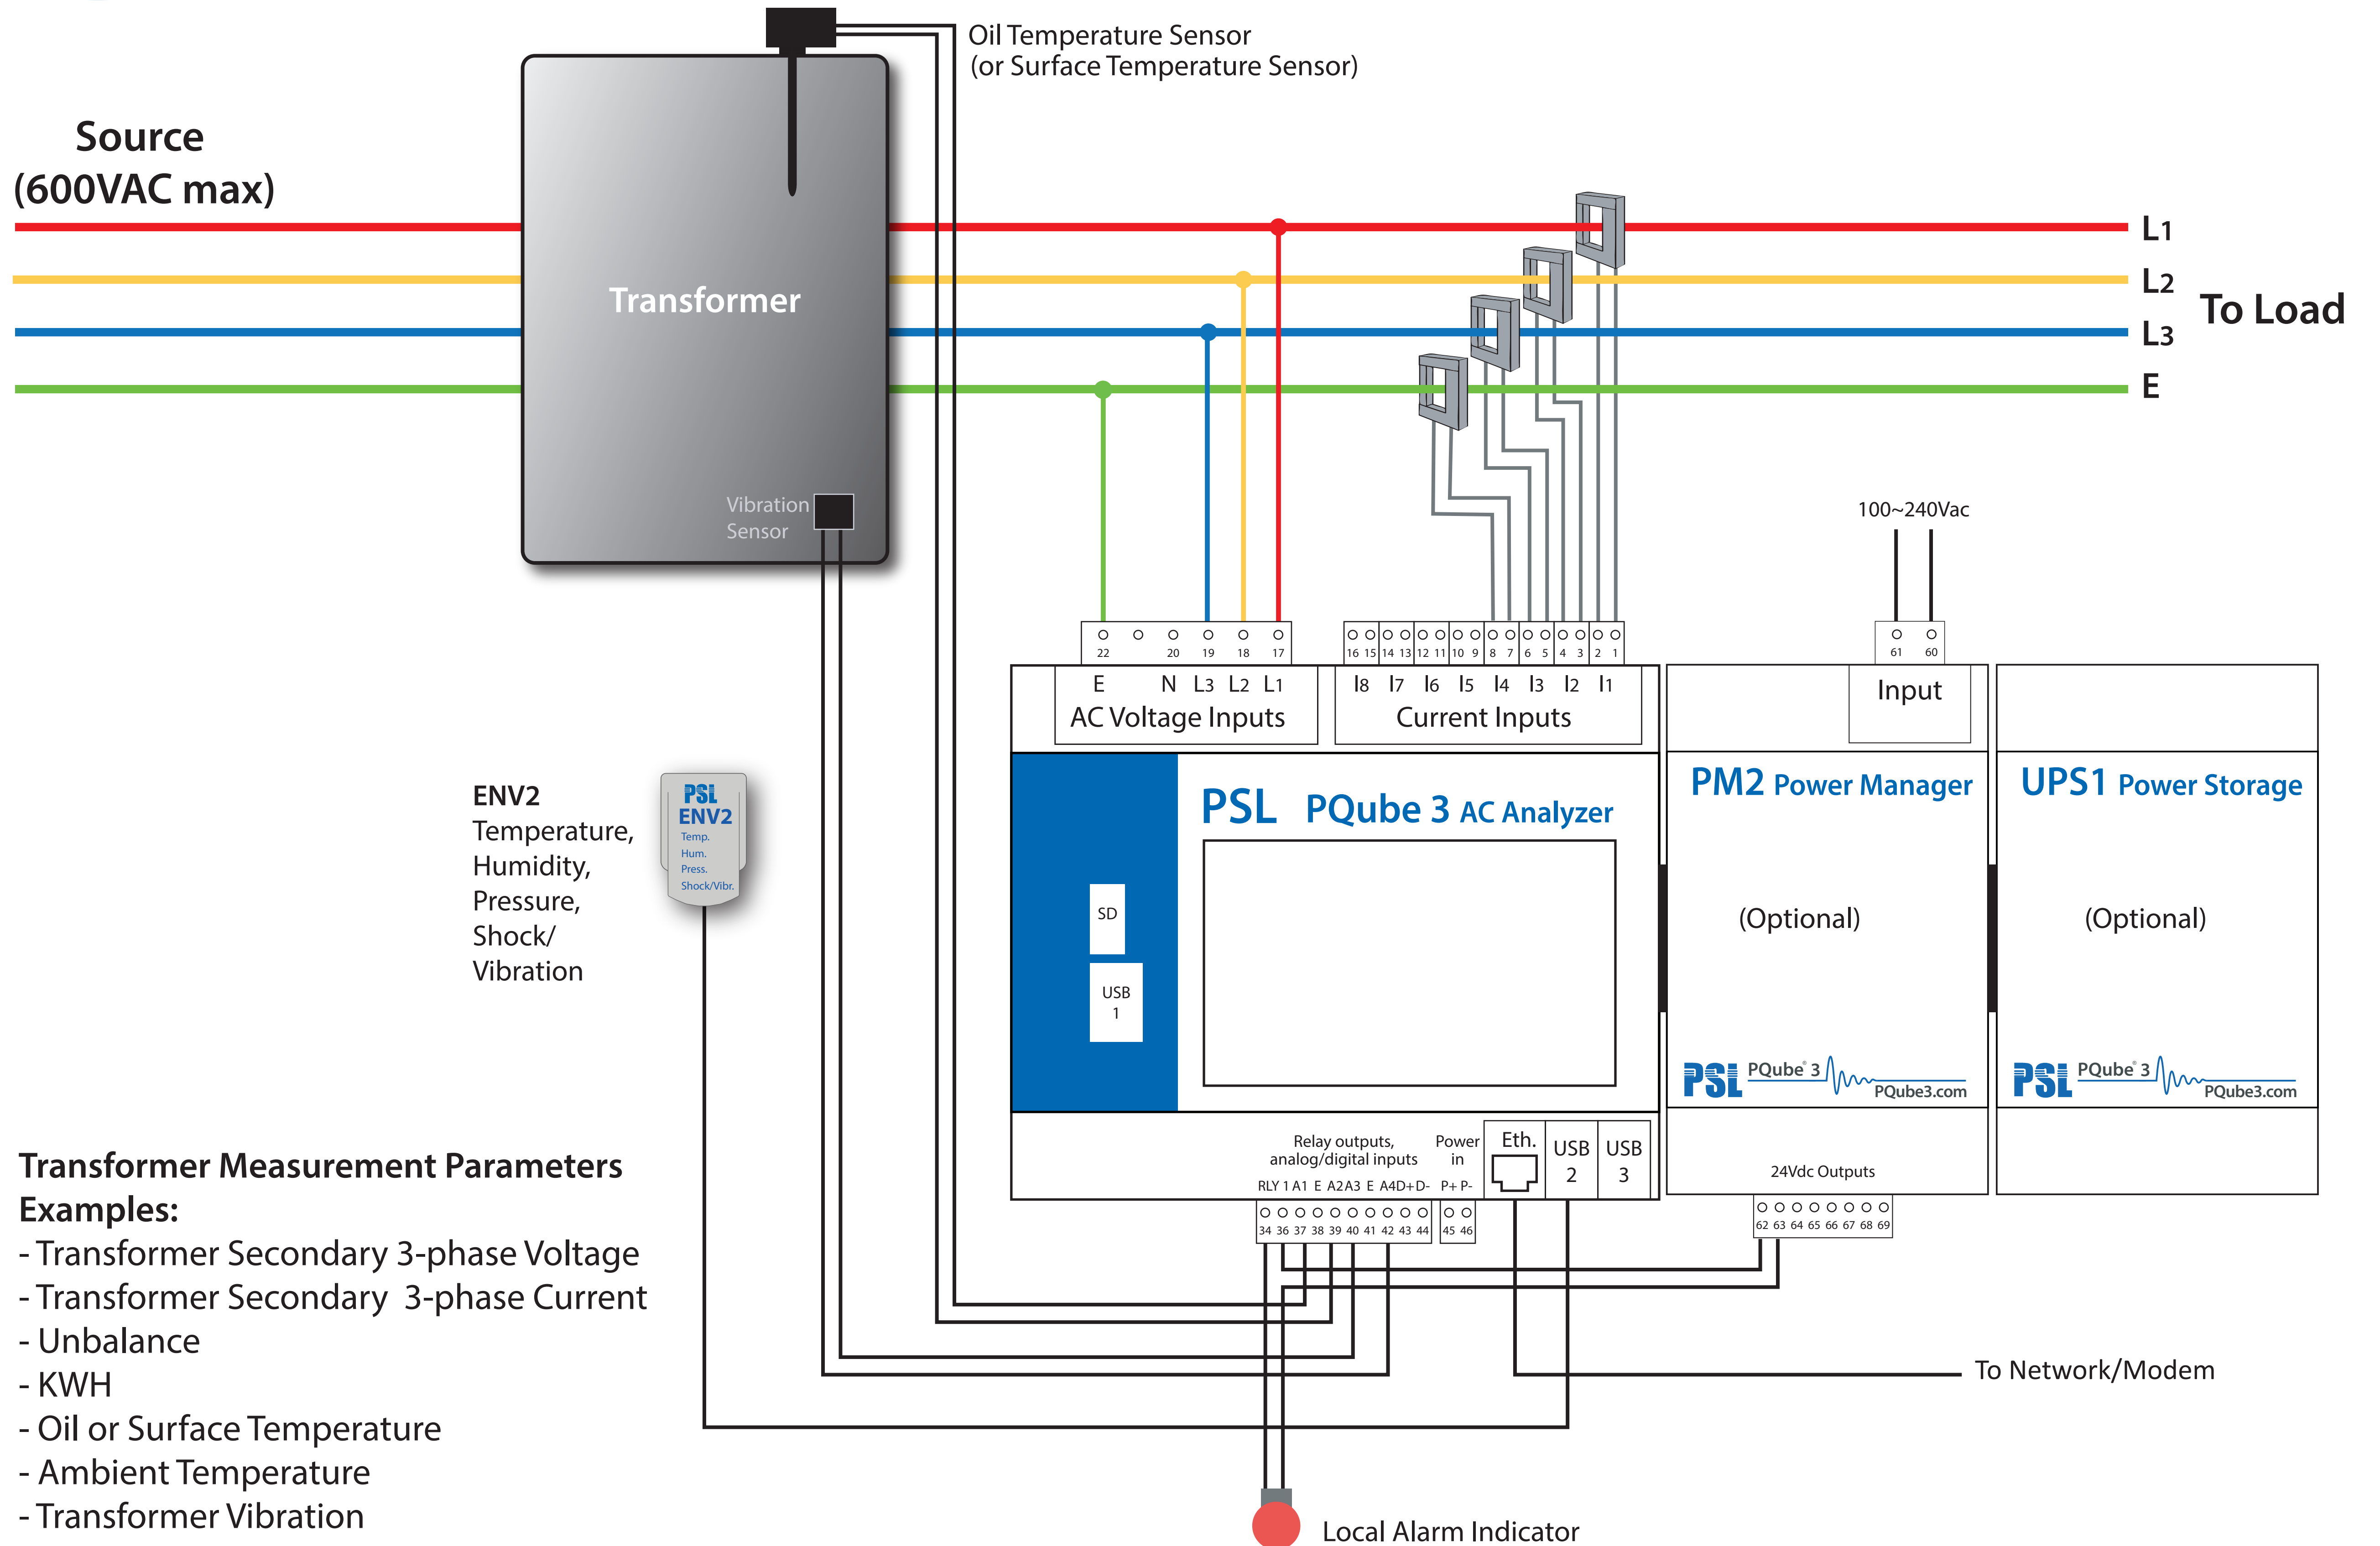 Oil Temperature Sensor
(or Surface Temperature Sensor)
Source
(600VAC max)
L1
L2
L3
E
To Load
Transformer
Vibration
Sensor
100~240Vac
22 20 19 18 17
16 15 14 13 12 11 10 9 8 7 6 5 4 3 2 1
61 60
E N L3 L2 L1
AC Voltage Inputs
I8 I7 I6 I5 I4 I3 I2 I1
Current Inputs
Input
ENV2
Temperature,
Humidity,
Pressure,
Shock/
Vibration
PSL
ENV2
Temp.
Hum.
Press.
Shock/Vibr.
PSL PQube 3 AC Analyzer
SD
USB
1
PM2 Power Manager
(Optional)
PSL PQube® 3
PQube3.com
UPS1 Power Storage
(Optional)
PSL PQube® 3
PQube3.com
Relay outputs,
analog/digital inputs
RLY 1 A1 E A2 A3 E A4 D+ D-
Power
in
P+ P-
Eth.
USB
2
USB
3
24Vdc Outputs
34 36 37 38 39 40 41 42 43 44
45 46
62 63 64 65 66 67 68 69
Transformer Measurement Parameters
Examples:
- Transformer Secondary 3-phase Voltage
- Transformer Secondary 3-phase Current
- Unbalance
- KWH
- Oil or Surface Temperature
- Ambient Temperature
- Transformer Vibration
To Network/Modem
Local Alarm Indicator